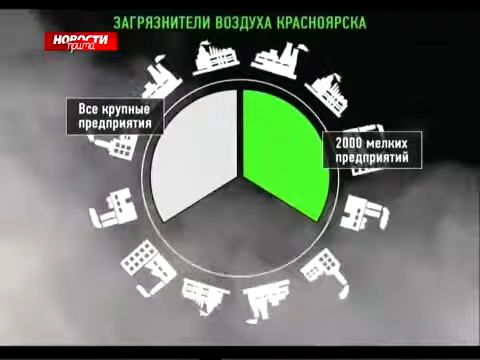 ЗАГРЯЗНИТЕЛИ ВОЗДУХА КРАСНОЯРСКА
НОВОСТИ
прима
Все крупные
предприятия
2000 мелких
предприятий